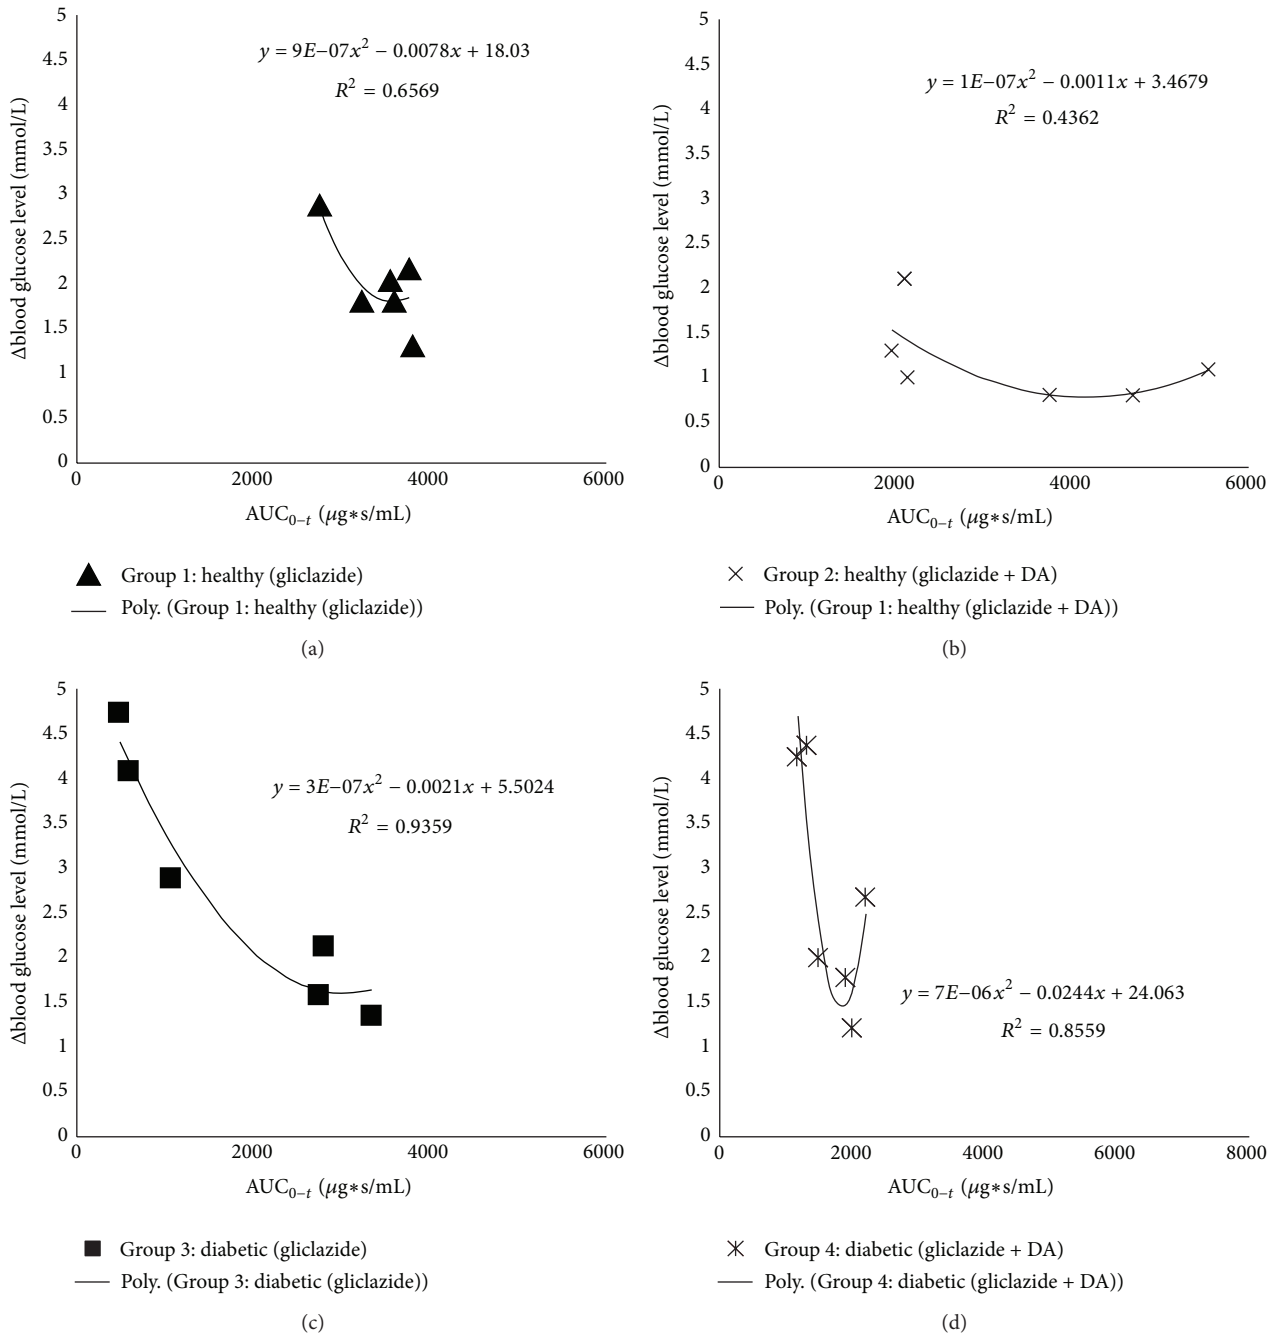 5
4.5
4
3.5
3
2.5
2
1.5
1
0.5
0
Δblood glucose level (mmol/L)
y = 9E−07x² − 0.0078x + 18.03
R² = 0.6569
0 2000 4000 6000
AUC₀₋ₜ (μg∗s/mL)
Group 1: healthy (gliclazide)
Poly. (Group 1: healthy (gliclazide))
(a)
5
4.5
4
3.5
3
2.5
2
1.5
1
0.5
0
Δblood glucose level (mmol/L)
y = 1E−07x² − 0.0011x + 3.4679
R² = 0.4362
0 2000 4000 6000
AUC₀₋ₜ (μg∗s/mL)
Group 2: healthy (gliclazide + DA)
Poly. (Group 1: healthy (gliclazide + DA))
(b)
5
4.5
4
3.5
3
2.5
2
1.5
1
0.5
0
Δblood glucose level (mmol/L)
y = 3E−07x² − 0.0021x + 5.5024
R² = 0.9359
0 2000 4000 6000
AUC₀₋ₜ (μg∗s/mL)
Group 3: diabetic (gliclazide)
Poly. (Group 3: diabetic (gliclazide))
(c)
5
4.5
4
3.5
3
2.5
2
1.5
1
0.5
0
Δblood glucose level (mmol/L)
y = 7E−06x² − 0.0244x + 24.063
R² = 0.8559
0 2000 4000 6000 8000
AUC₀₋ₜ (μg∗s/mL)
Group 4: diabetic (gliclazide + DA)
Poly. (Group 4: diabetic (gliclazide + DA))
(d)